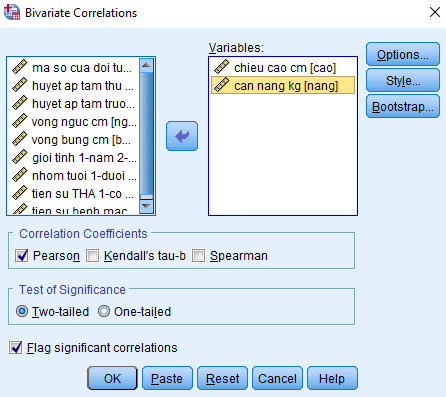 Bivariate Correlations
Variables:
ma so cua doi tu...
huyet ap tam thu ...
huyet ap tam truo...
vong nguc cm [ng...
vong bung cm [b...
gioi tinh 1-nam 2-...
nhom tuoi 1-duoi ...
tien su THA 1-co ...
tien su benh mac...
chieu cao cm [cao]
can nang kg [nang]
Options...
Style...
Bootstrap...
Correlation Coefficients
Pearson Kendall's tau-b Spearman
Test of Significance
Two-tailed One-tailed
Flag significant correlations
OK Paste Reset Cancel Help